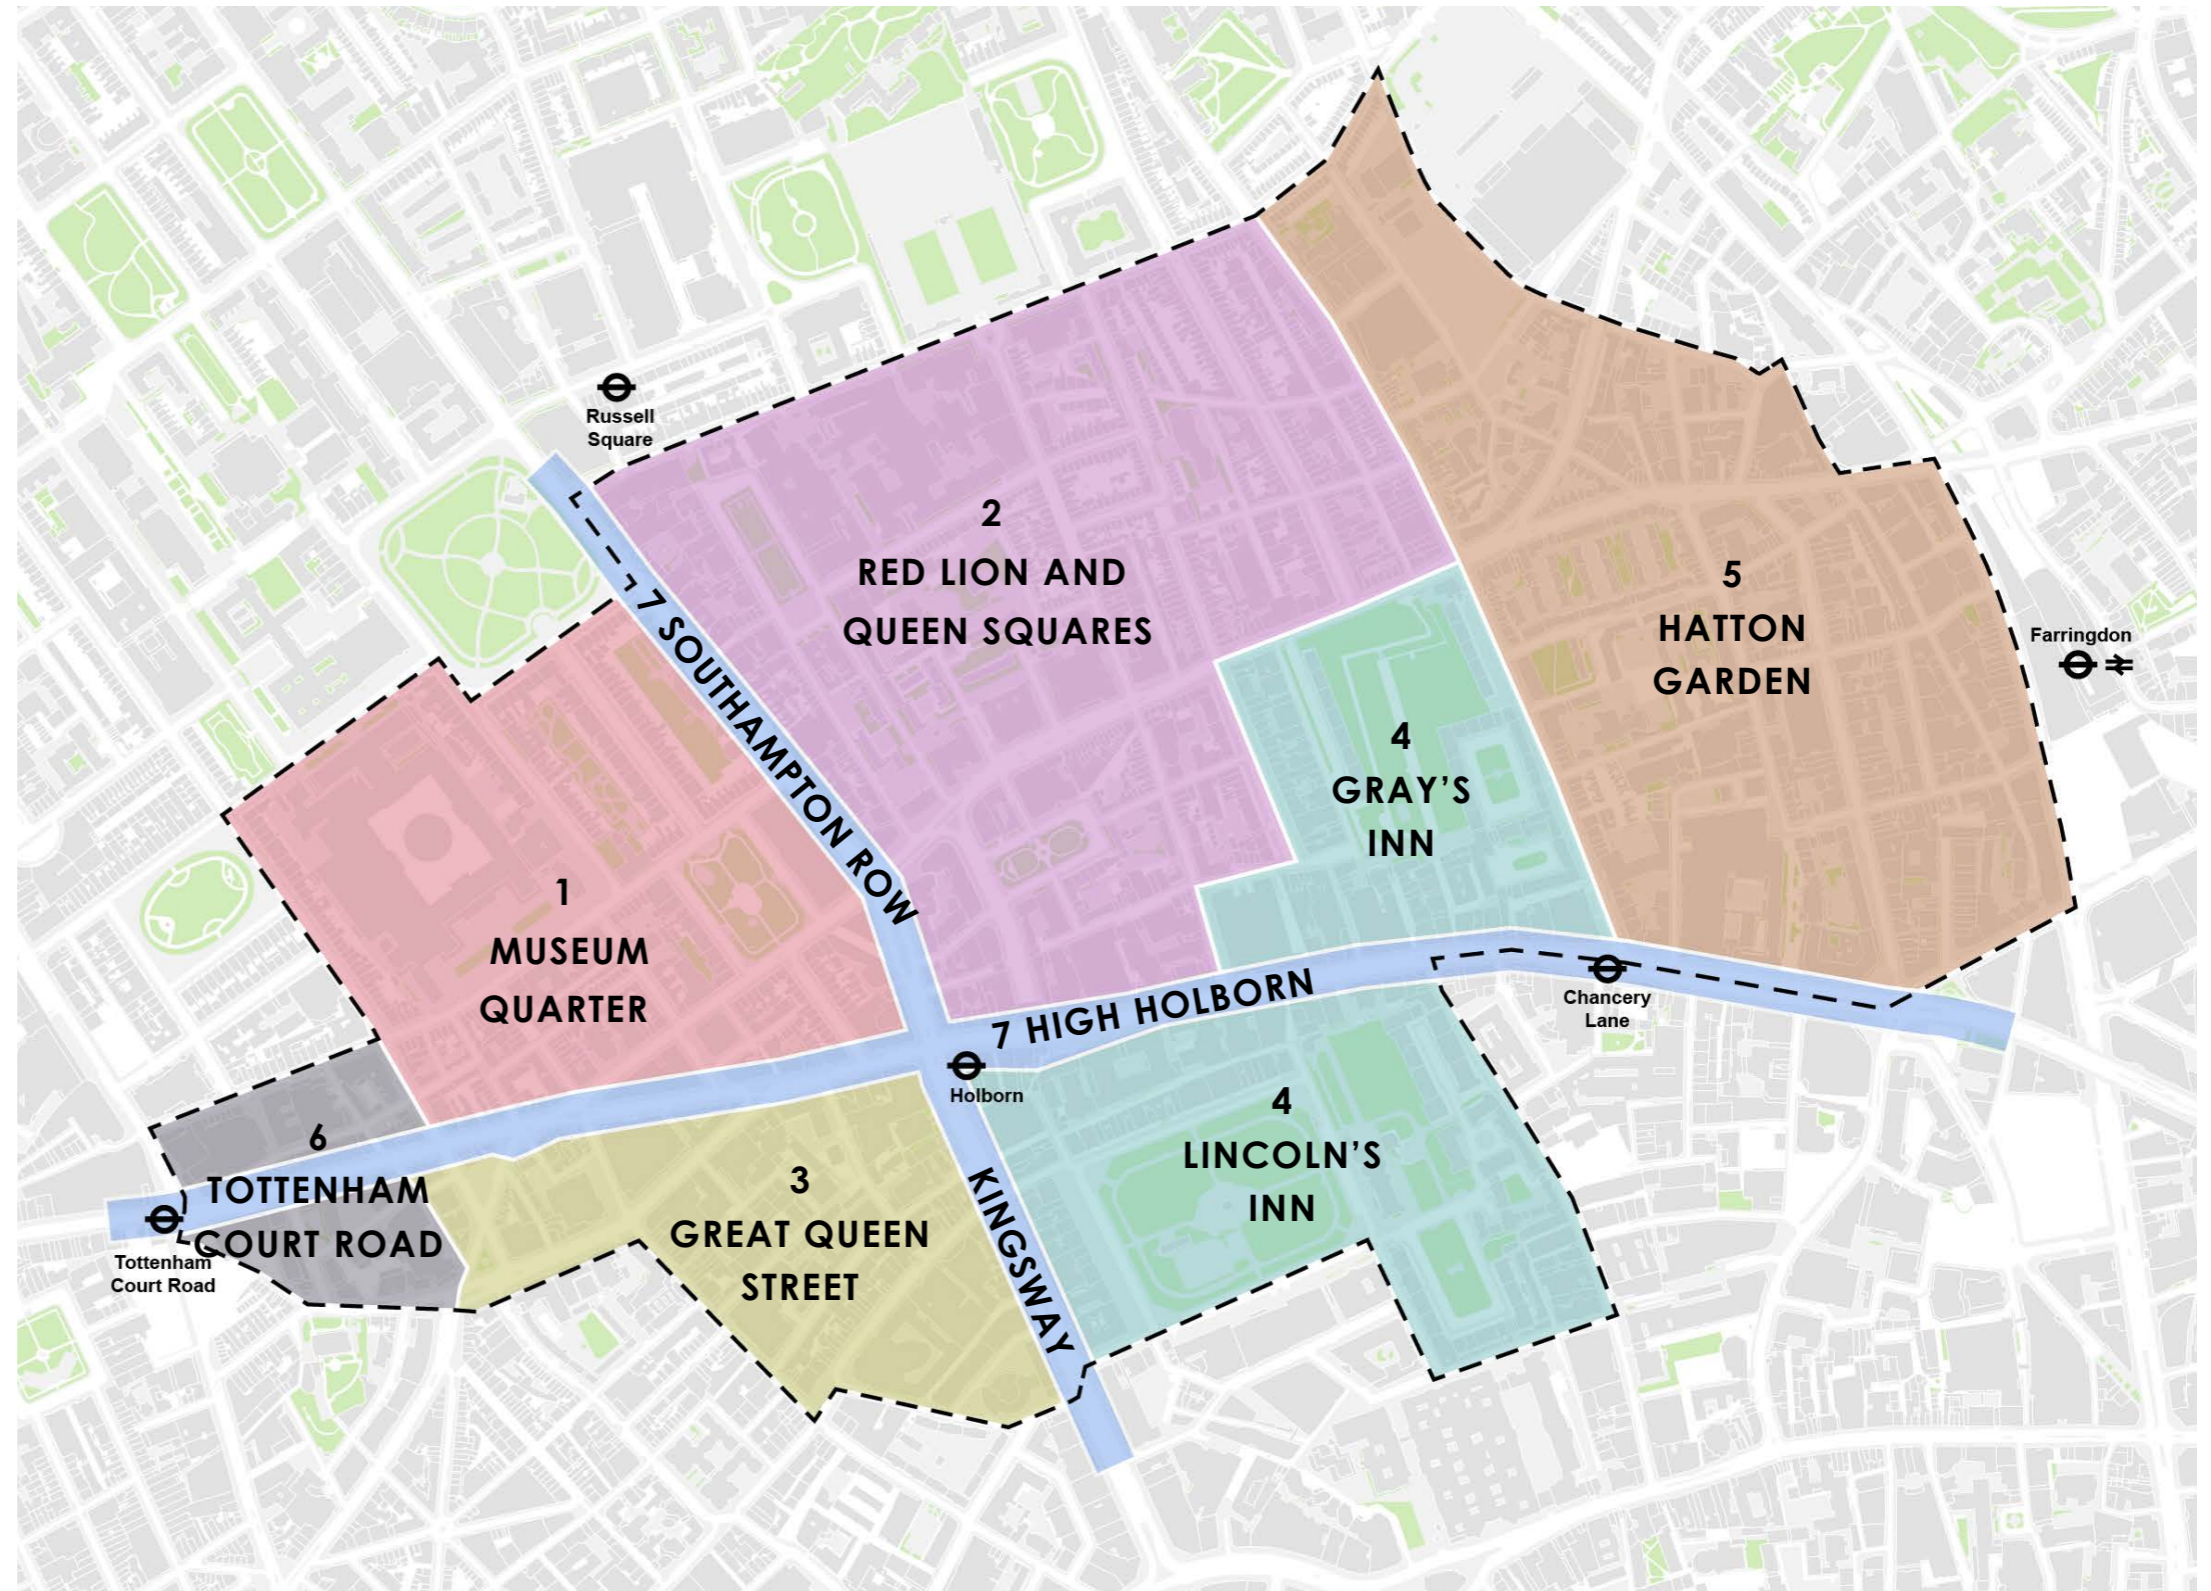 Russell
Square
2
RED LION AND
QUEEN SQUARES
5
HATTON
GARDEN
Farringdon
7 SOUTHAMPTON ROW
4
GRAY'S
INN
1
MUSEUM
QUARTER
7 HIGH HOLBORN
Chancery
Lane
Holborn
6
TOTTENHAM
COURT ROAD
Tottenham
Court Road
3
GREAT QUEEN
STREET
KINGSWAY
4
LINCOLN'S
INN